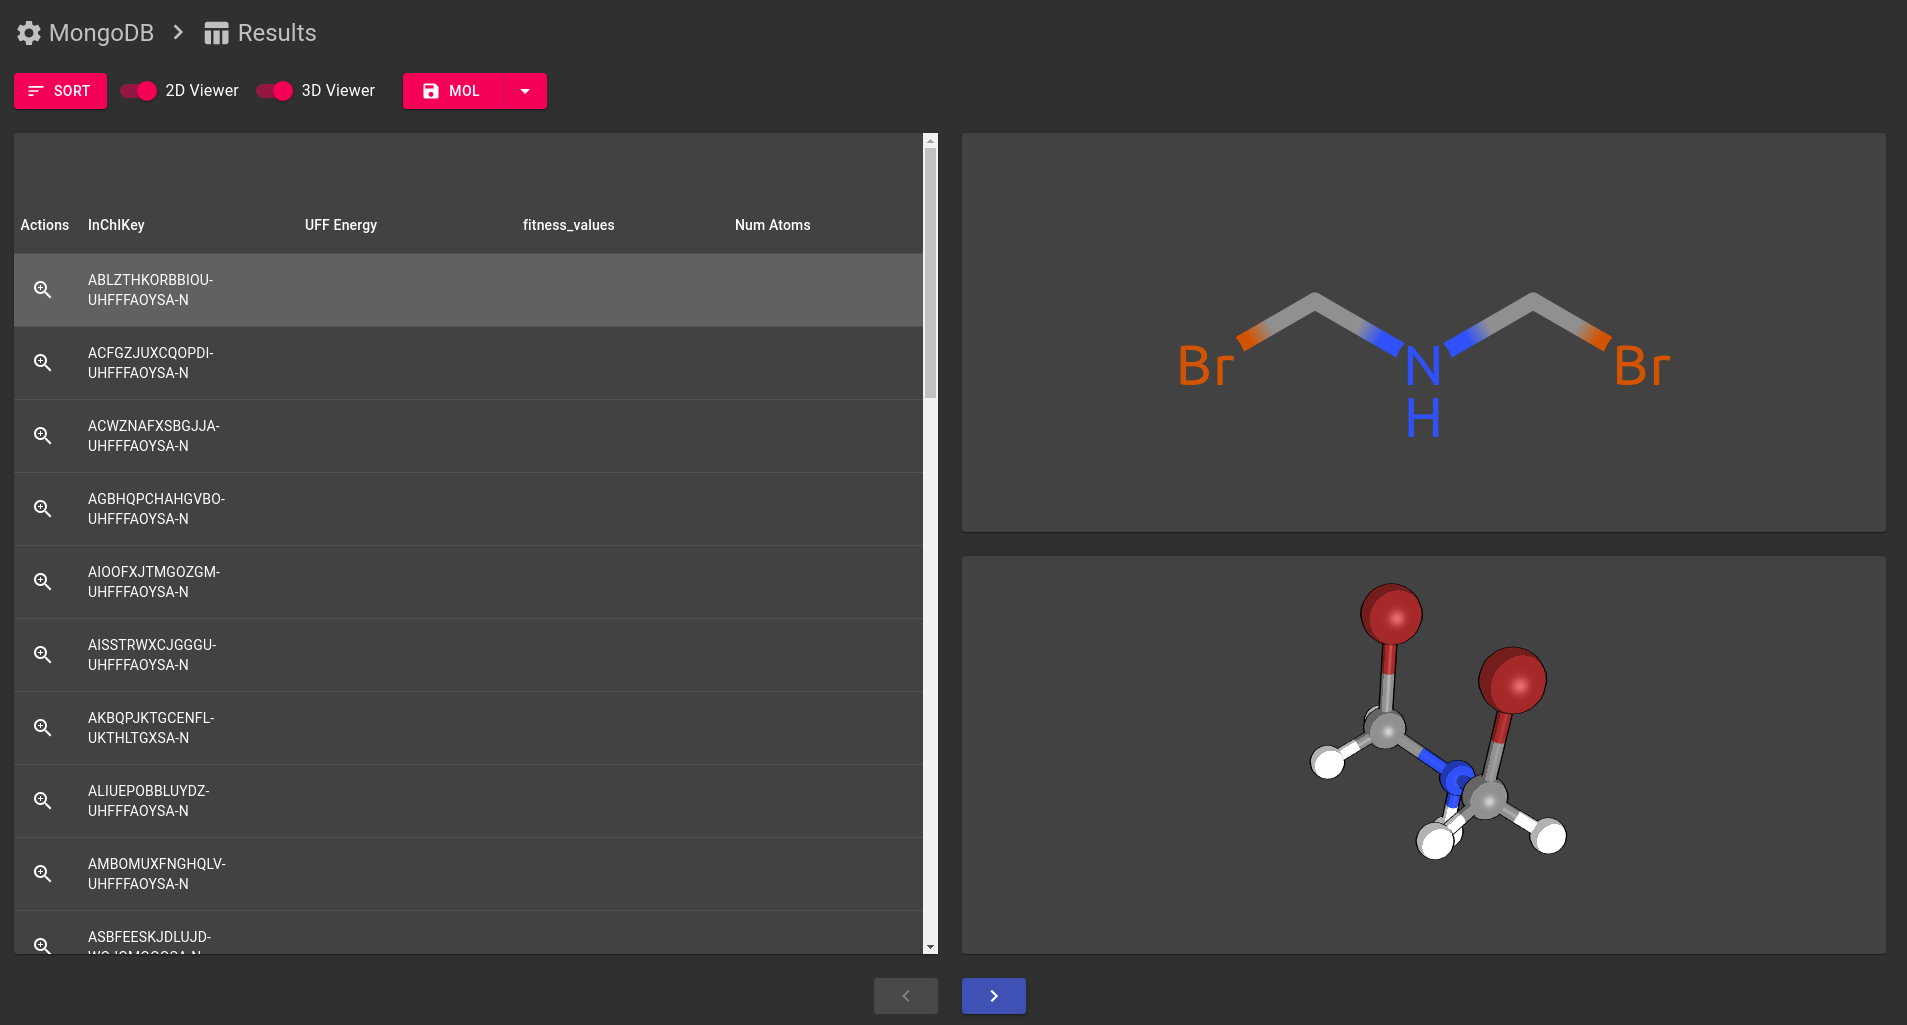 MongoDB
Results
SORT
2D Viewer
3D Viewer
MOL
Actions
InChIKey
UFF Energy
fitness_values
Num Atoms
ABLZTHKORBBIOU-
UHFFFAOYSA-N
ACFGZJUXCQOPDI-
UHFFFAOYSA-N
ACWZNAFXSBGJJA-
UHFFFAOYSA-N
AGBHQPCHAHGVBO-
UHFFFAOYSA-N
AIOOFXJTMGOZGM-
UHFFFAOYSA-N
AISSTRWXCJGGGU-
UHFFFAOYSA-N
AKBQPJKTGCENFL-
UKTHLTGXSA-N
ALIUEPOBBLUYDZ-
UHFFFAOYSA-N
AMBOMUXFNGHQLV-
UHFFFAOYSA-N
ASBFEESKJDLUJD-
Br
N
H
Br